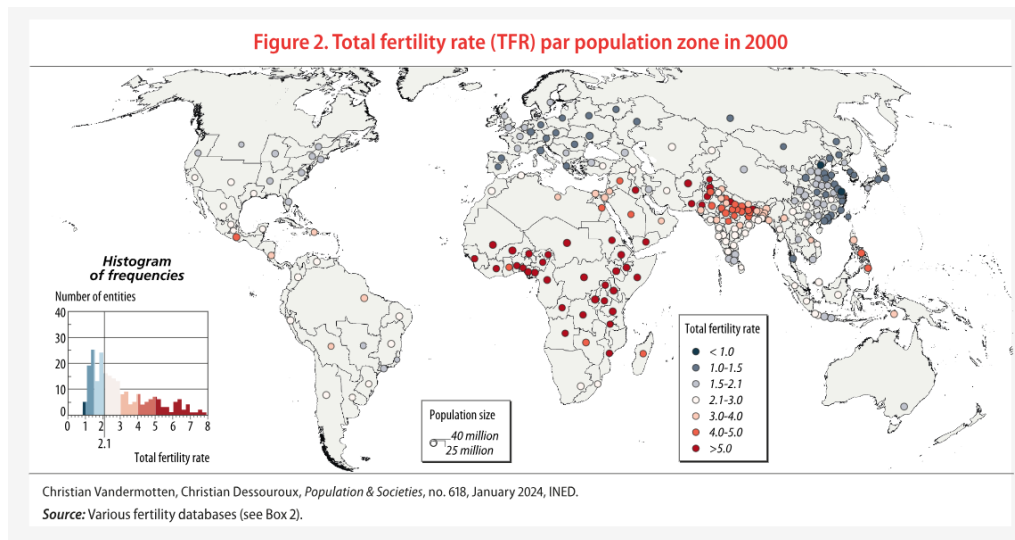 Figure 2. Total fertility rate (TFR) par population zone in 2000
Histogram
of frequencies
Number of entities
40
30
20
10
0
0 1 2 3 4 5 6 7 8
2.1
Total fertility rate
Population size
40 million
25 million
Total fertility rate
< 1.0
1.0-1.5
1.5-2.1
2.1-3.0
3.0-4.0
4.0-5.0
>5.0
Christian Vandermotten, Christian Dessouroux, Population & Societies, no. 618, January 2024, INED.
Source: Various fertility databases (see Box 2).